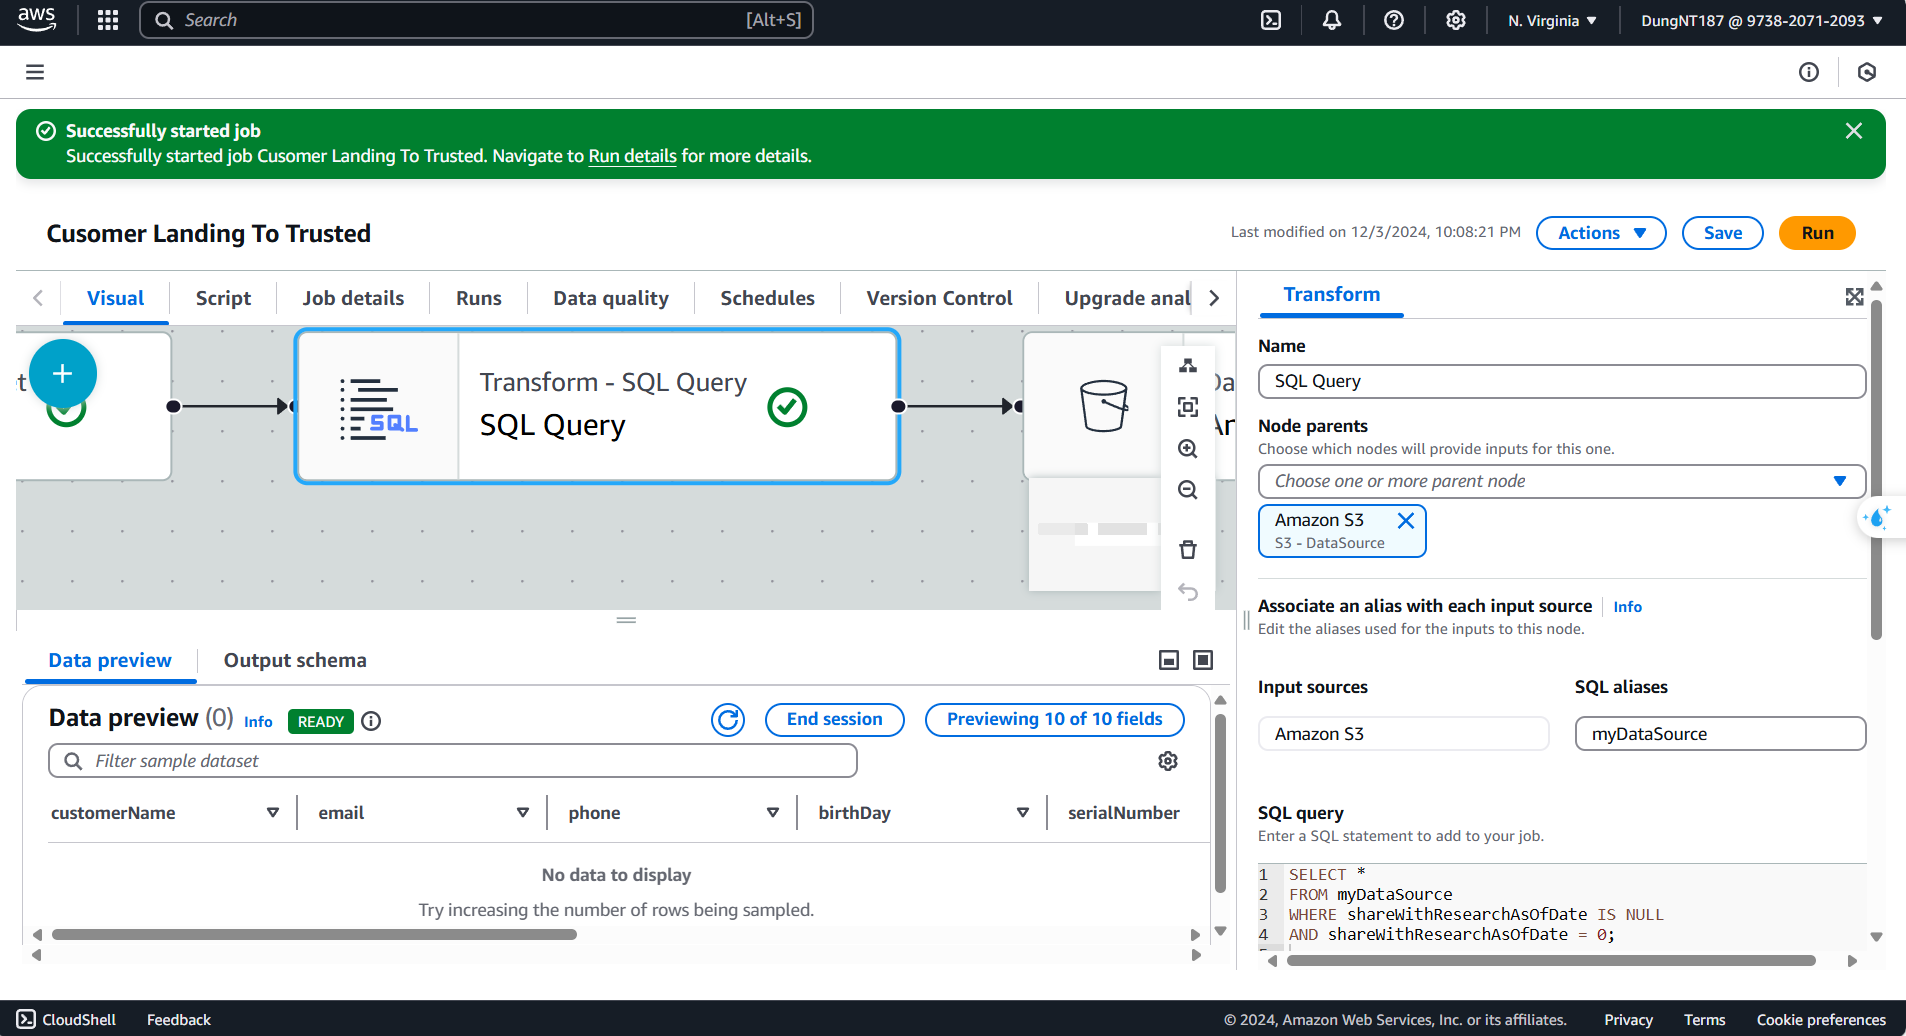 aws
Search
[Alt+S]
N. Virginia
DungNT187 @ 9738-2071-2093
Successfully started job
Successfully started job Cusomer Landing To Trusted. Navigate to Run details for more details.
Cusomer Landing To Trusted
Last modified on 12/3/2024, 10:08:21 PM
Actions
Save
Run
Visual
Script
Job details
Runs
Data quality
Schedules
Version Control
Upgrade anal
Transform
Transform - SQL Query
SQL Query
SQL
Name
SQL Query
Node parents
Choose which nodes will provide inputs for this one.
Choose one or more parent node
Amazon S3
S3 - DataSource
Associate an alias with each input source
Info
Edit the aliases used for the inputs to this node.
Input sources
SQL aliases
Amazon S3
myDataSource
SQL query
Enter a SQL statement to add to your job.
1 SELECT *
2 FROM myDataSource
3 WHERE shareWithResearchAsOfDate IS NULL
4 AND shareWithResearchAsOfDate = 0;
Data preview
Output schema
Data preview (0)
Info
READY
End session
Previewing 10 of 10 fields
Filter sample dataset
customerName
email
phone
birthDay
serialNumber
No data to display
Try increasing the number of rows being sampled.
CloudShell
Feedback
© 2024, Amazon Web Services, Inc. or its affiliates.
Privacy
Terms
Cookie preferences